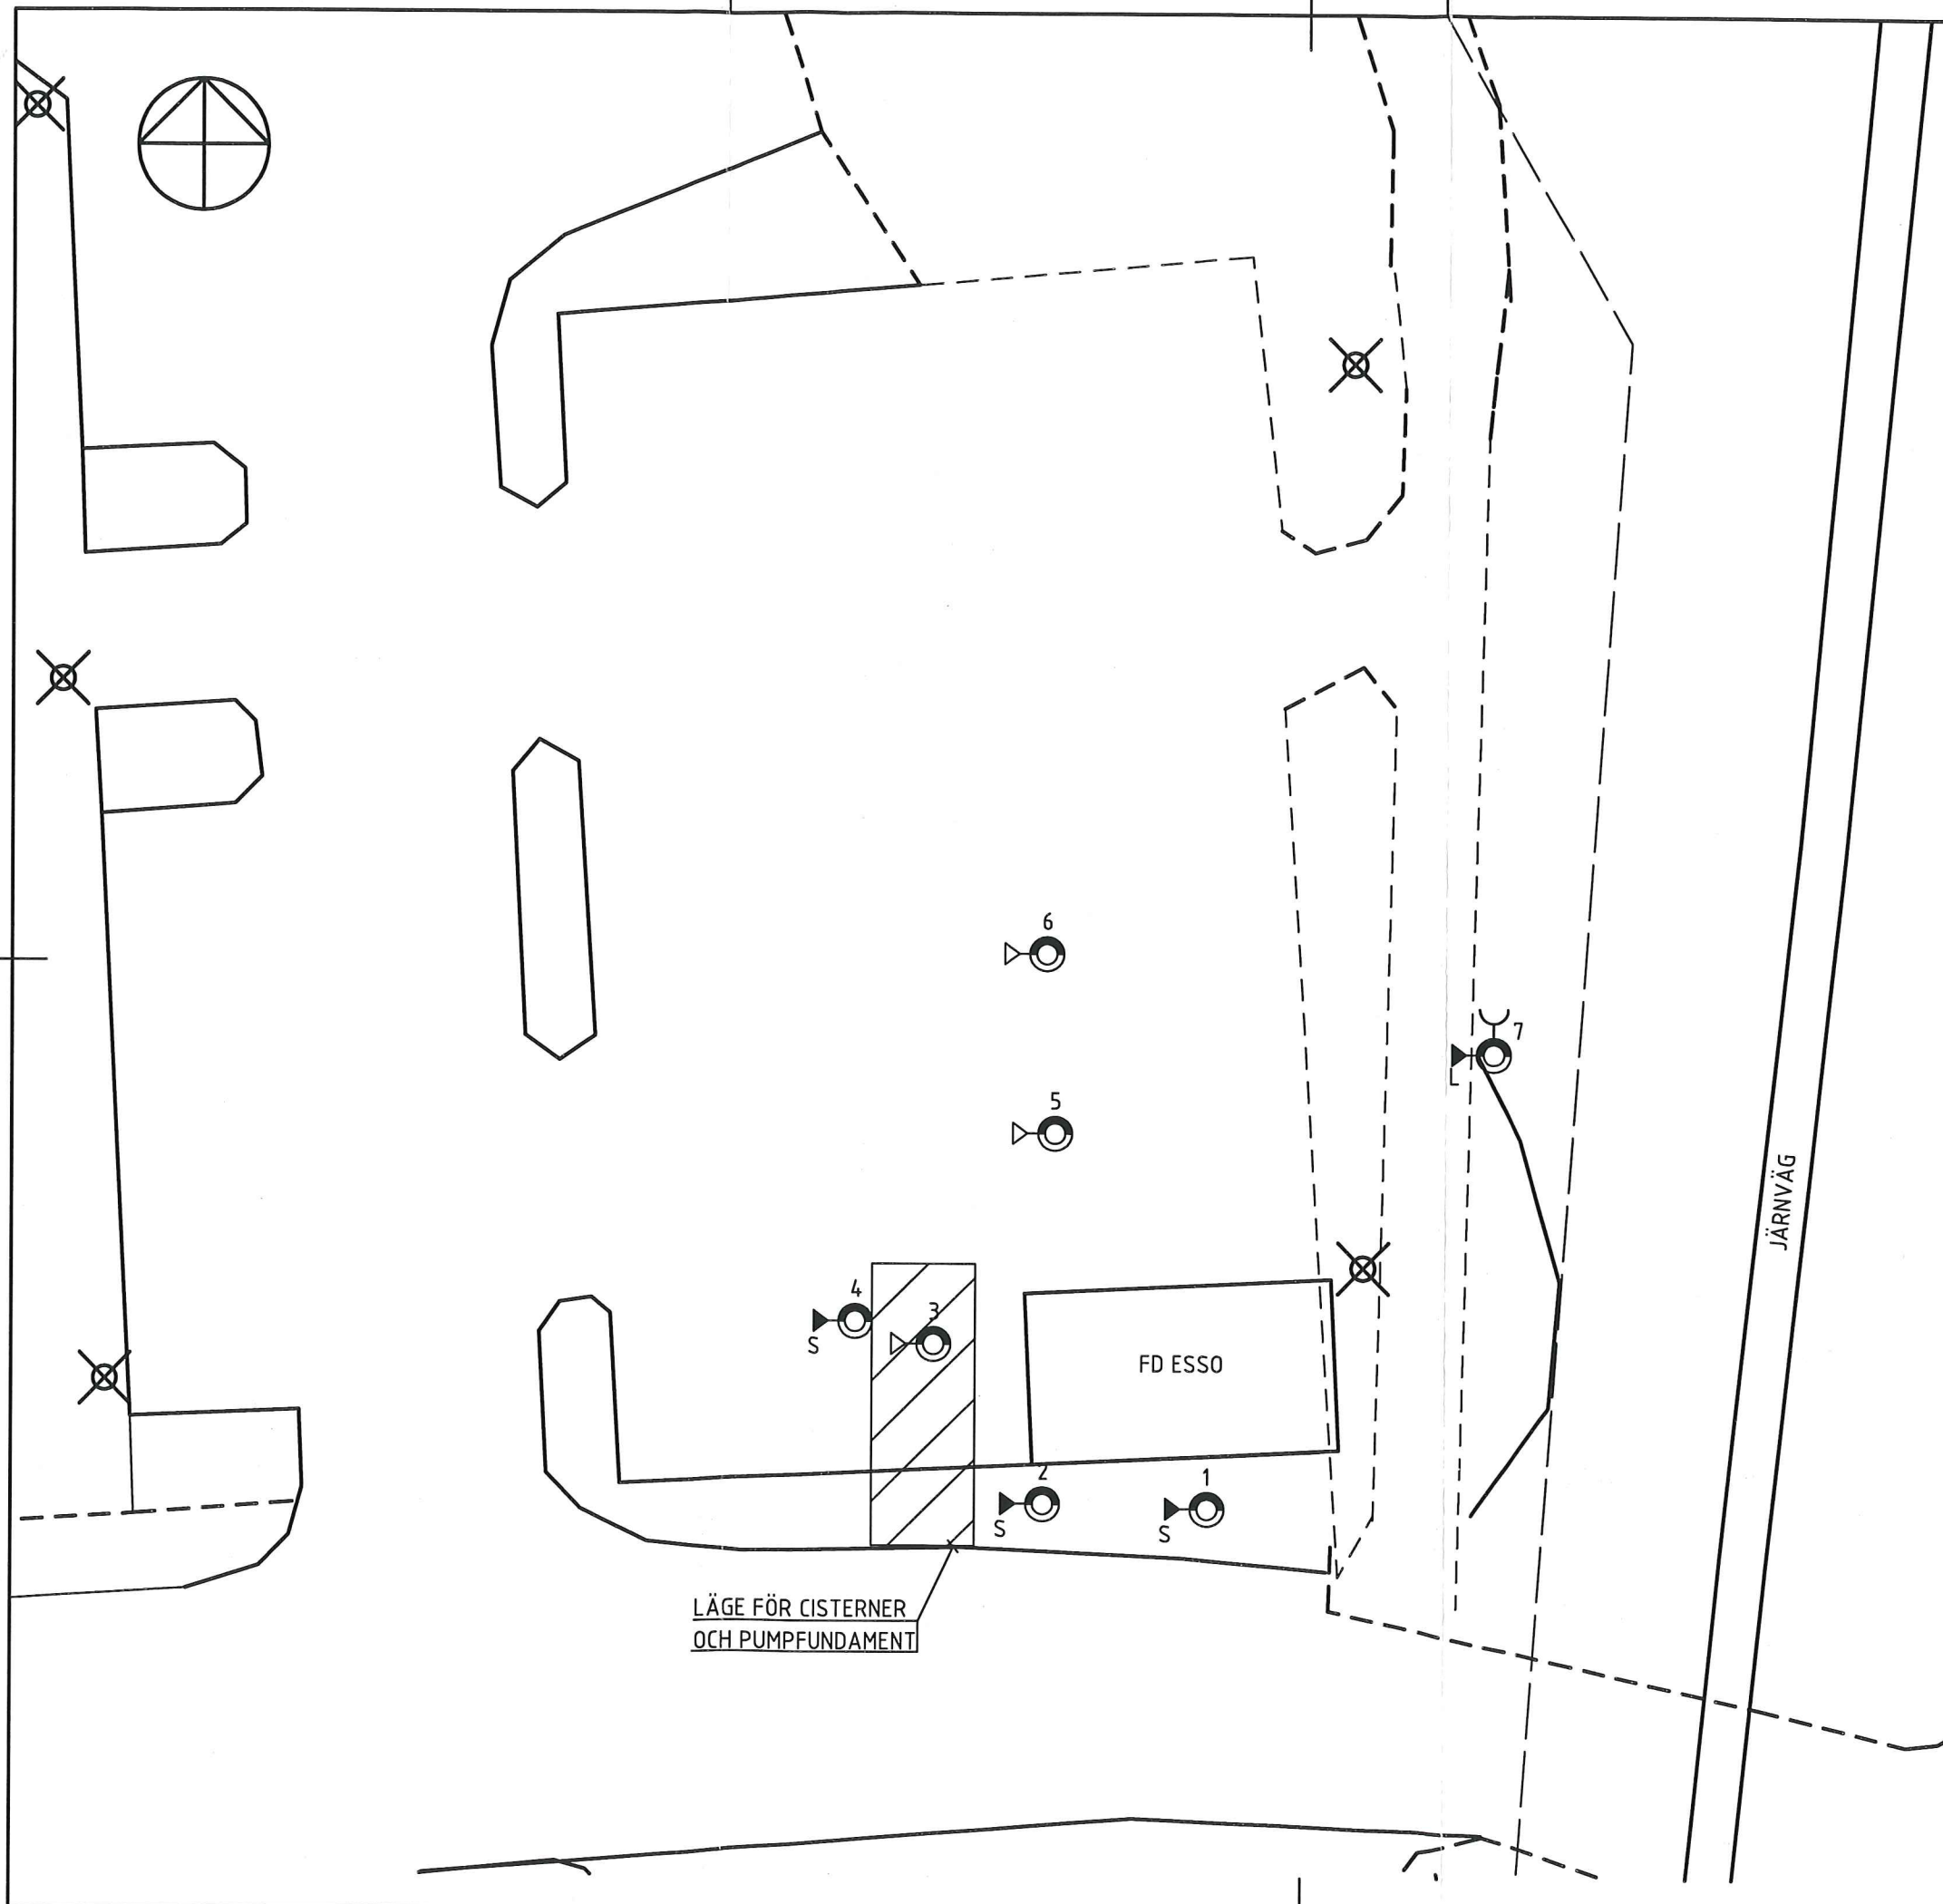 6
7
L
5
JÄRNVÄG
4
S
3
FD ESSO
2
S
1
S
LÄGE FÖR CISTERNER
OCH PUMPFUNDAMENT